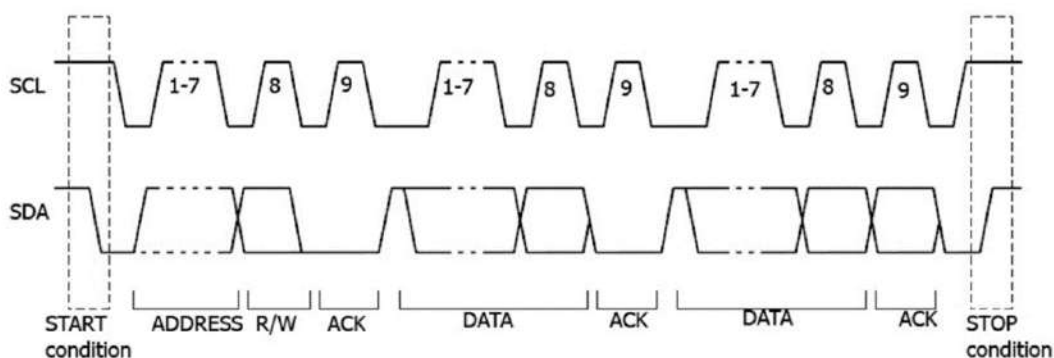 SCL 1-7 8 9 1-7 8 9 1-7 8 9
SDA
START condition ADDRESS R/W ACK DATA ACK DATA ACK STOP condition